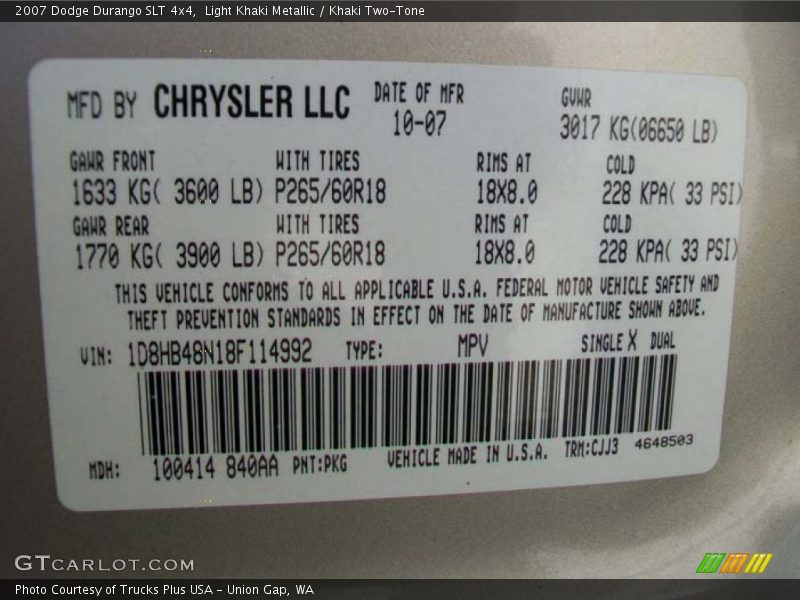 2007 Dodge Durango SLT 4x4,  Light Khaki Metallic / Khaki Two-Tone
MFD BY CHRYSLER LLC DATE OF MFR GVWR
10-07 3017 KG(06650 LB)
GAWR FRONT WITH TIRES RIMS AT COLD
1633 KG( 3600 LB) P265/60R18 18X8.0 228 KPA( 33 PSI)
GAWR REAR WITH TIRES RIMS AT COLD
1770 KG( 3900 LB) P265/60R18 18X8.0 228 KPA( 33 PSI)
THIS VEHICLE CONFORMS TO ALL APPLICABLE U.S.A. FEDERAL MOTOR VEHICLE SAFETY AND
THEFT PREVENTION STANDARDS IN EFFECT ON THE DATE OF MANUFACTURE SHOWN ABOVE.
VIN: 1D8HB48N18F114992 TYPE: MPV SINGLE X DUAL
MDH: 100414 840AA PNT:PKG VEHICLE MADE IN U.S.A. TRM:CJJ3 4648503
GTCARLOT.COM
Photo Courtesy of Trucks Plus USA - Union Gap, WA